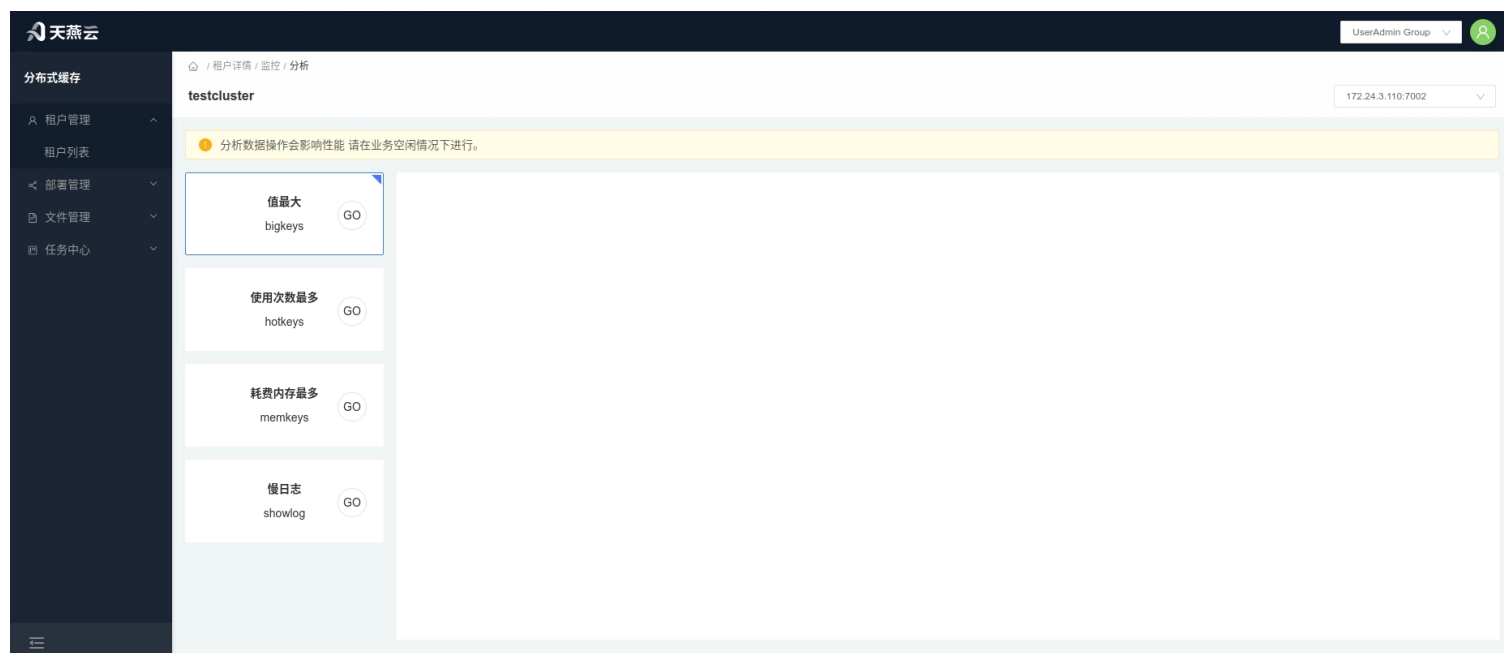 天燕云
UserAdmin Group
分布式缓存
/ 租户详情 / 监控 / 分析
testcluster
172.24.3.110:7002
租户管理
租户列表
部署管理
文件管理
任务中心
分析数据操作会影响性能 请在业务空闲情况下进行。
值最大
bigkeys
GO
使用次数最多
hotkeys
GO
耗费内存最多
memkeys
GO
慢日志
showlog
GO